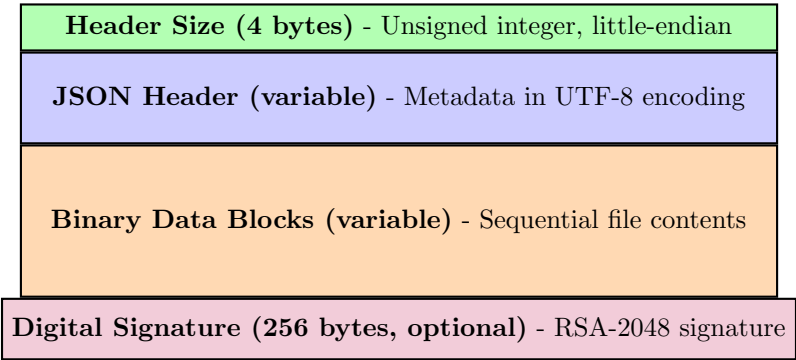 Header Size (4 bytes) - Unsigned integer, little-endian
JSON Header (variable) - Metadata in UTF-8 encoding
Binary Data Blocks (variable) - Sequential file contents
Digital Signature (256 bytes, optional) - RSA-2048 signature